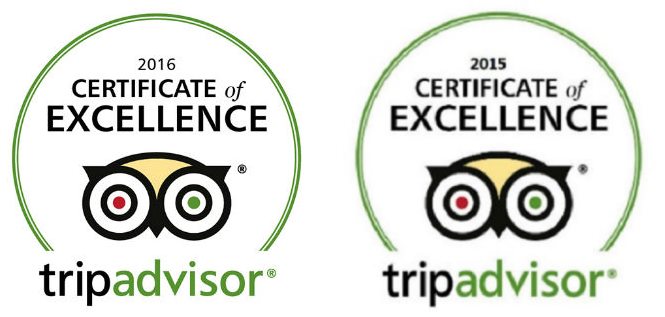 2016
CERTIFICATE of
EXCELLENCE
®
tripadvisor®
2015
CERTIFICATE of
EXCELLENCE
®
tripadvisor®